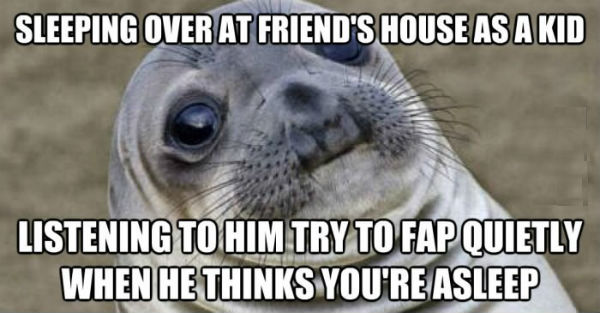 SLEEPING OVER AT FRIEND'S HOUSE AS A KID
LISTENING TO HIM TRY TO FAP QUIETLY
WHEN HE THINKS YOU'RE ASLEEP